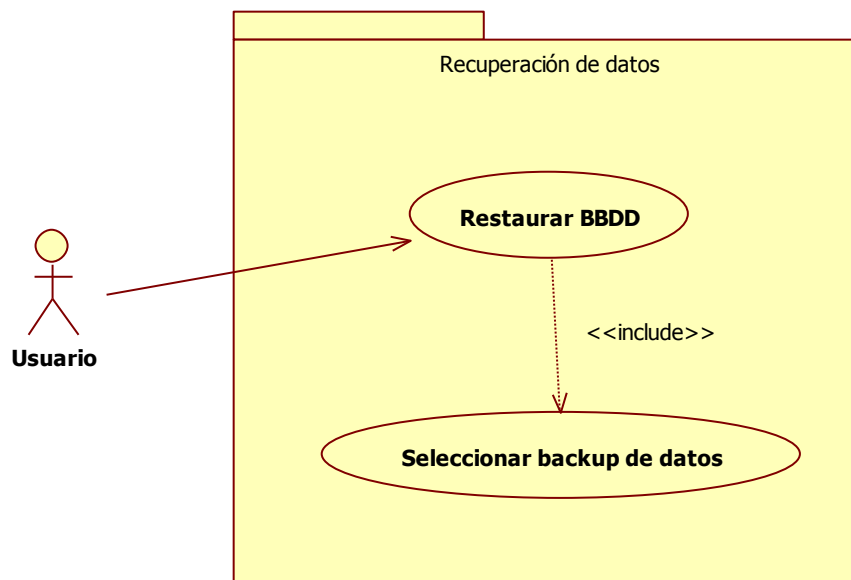 Recuperación de datos
Restaurar BBDD
<<include>>
Usuario
Seleccionar backup de datos